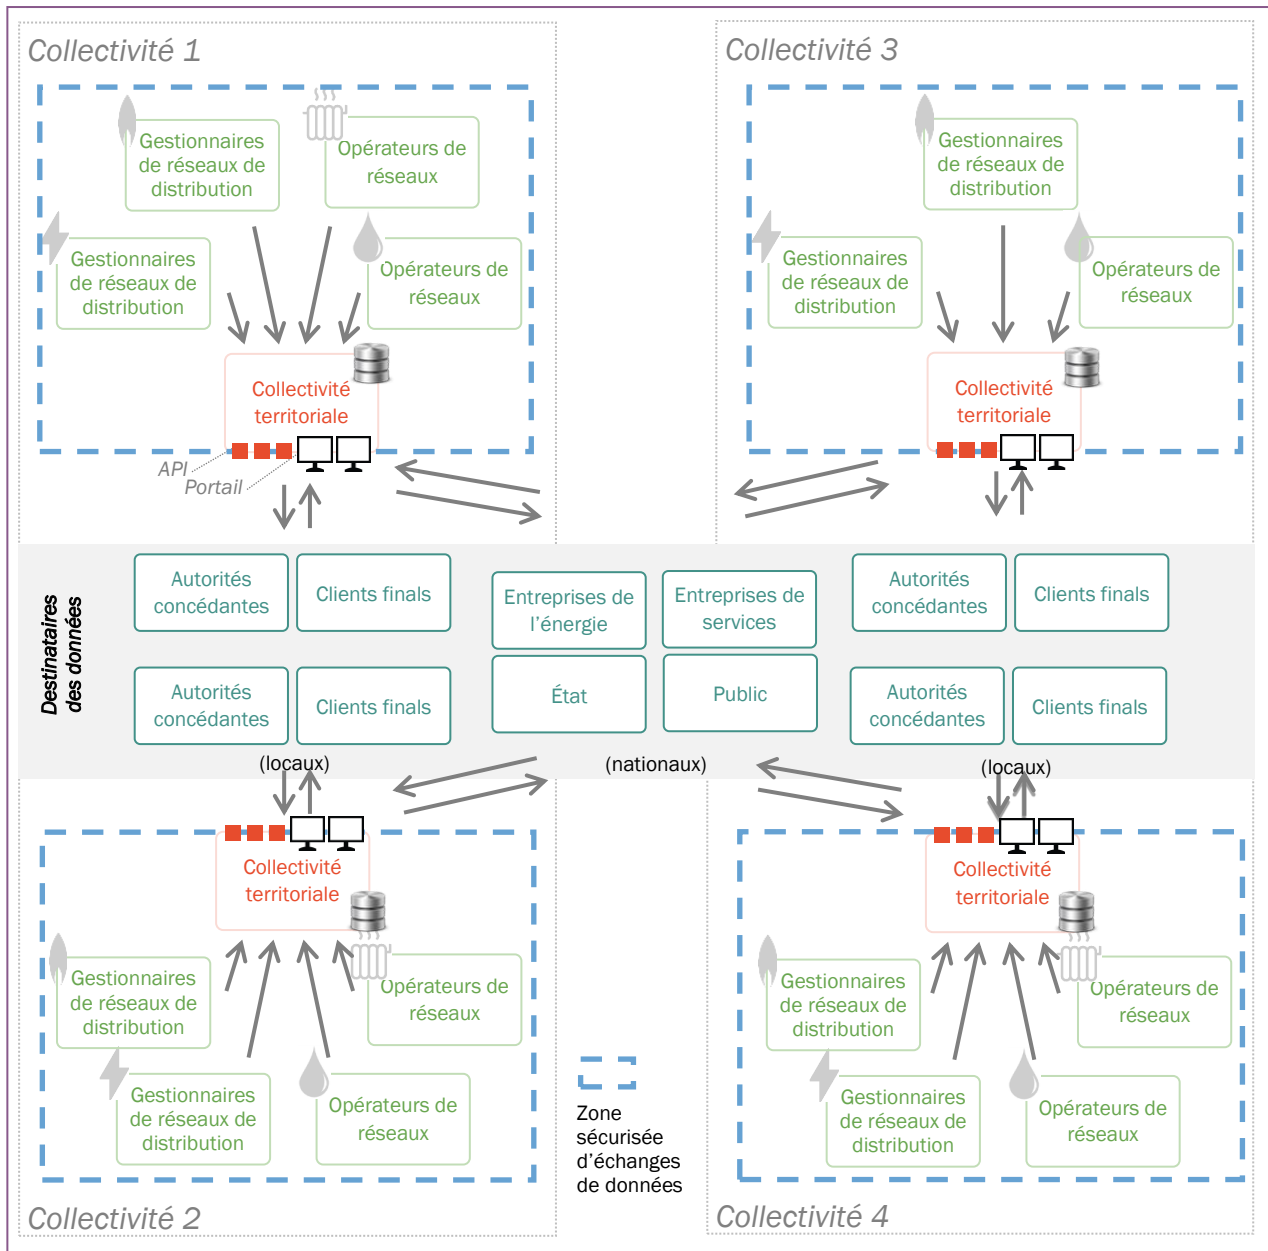 Collectivité 1
Gestionnaires
de réseaux de
distribution
Opérateurs de
réseaux
Gestionnaires
de réseaux de
distribution
Opérateurs de
réseaux
Collectivité
territoriale
API
Portail
Collectivité 3
Gestionnaires
de réseaux de
distribution
Gestionnaires
de réseaux de
distribution
Opérateurs de
réseaux
Collectivité
territoriale
Destinataires
des données
Autorités
concédantes
Clients finals
Entreprises de
l'énergie
Entreprises de
services
Autorités
concédantes
Clients finals
Autorités
concédantes
Clients finals
État
Public
Autorités
concédantes
Clients finals
(locaux)
(nationaux)
(locaux)
Collectivité
territoriale
Gestionnaires
de réseaux de
distribution
Opérateurs de
réseaux
Gestionnaires
de réseaux de
distribution
Opérateurs de
réseaux
Collectivité 2
Zone
sécurisée
d'échanges
de données
Collectivité
territoriale
Gestionnaires
de réseaux de
distribution
Opérateurs de
réseaux
Gestionnaires
de réseaux de
distribution
Opérateurs de
réseaux
Collectivité 4